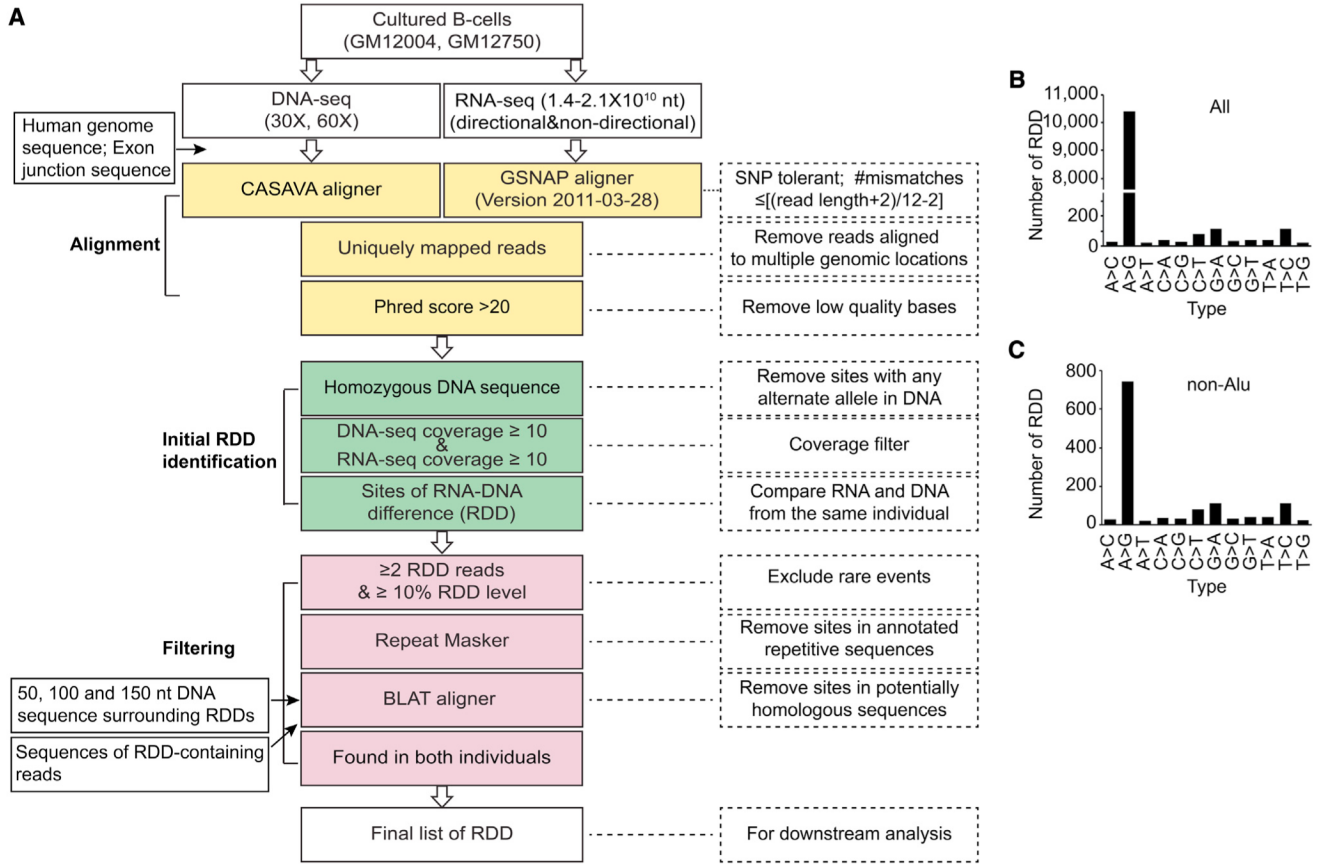 A
Cultured B-cells
(GM12004, GM12750)
DNA-seq
(30X, 60X)
RNA-seq (1.4-2.1X10¹⁰ nt)
(directional&non-directional)
Human genome
sequence; Exon
junction sequence
CASAVA aligner
GSNAP aligner
(Version 2011-03-28)
SNP tolerant; #mismatches
≤[(read length+2)/12-2]
Alignment
Uniquely mapped reads
Remove reads aligned
to multiple genomic locations
Phred score >20
Remove low quality bases
Homozygous DNA sequence
Remove sites with any
alternate allele in DNA
Initial RDD
identification
DNA-seq coverage ≥ 10
&
RNA-seq coverage ≥ 10
Coverage filter
Sites of RNA-DNA
difference (RDD)
Compare RNA and DNA
from the same individual
≥2 RDD reads
& ≥ 10% RDD level
Exclude rare events
Filtering
Repeat Masker
Remove sites in annotated
repetitive sequences
50, 100 and 150 nt DNA
sequence surrounding RDDs
BLAT aligner
Remove sites in potentially
homologous sequences
Sequences of RDD-containing
reads
Found in both individuals
Final list of RDD
For downstream analysis
B
All
Number of RDD
11,000
10,000
9,000
8,000
200
0
A>C
A>G
A>T
C>A
C>G
C>T
G>A
G>C
G>T
T>A
T>C
T>G
Type
C
non-Alu
Number of RDD
800
600
400
200
0
A>C
A>G
A>T
C>A
C>G
C>T
G>A
G>C
G>T
T>A
T>C
T>G
Type